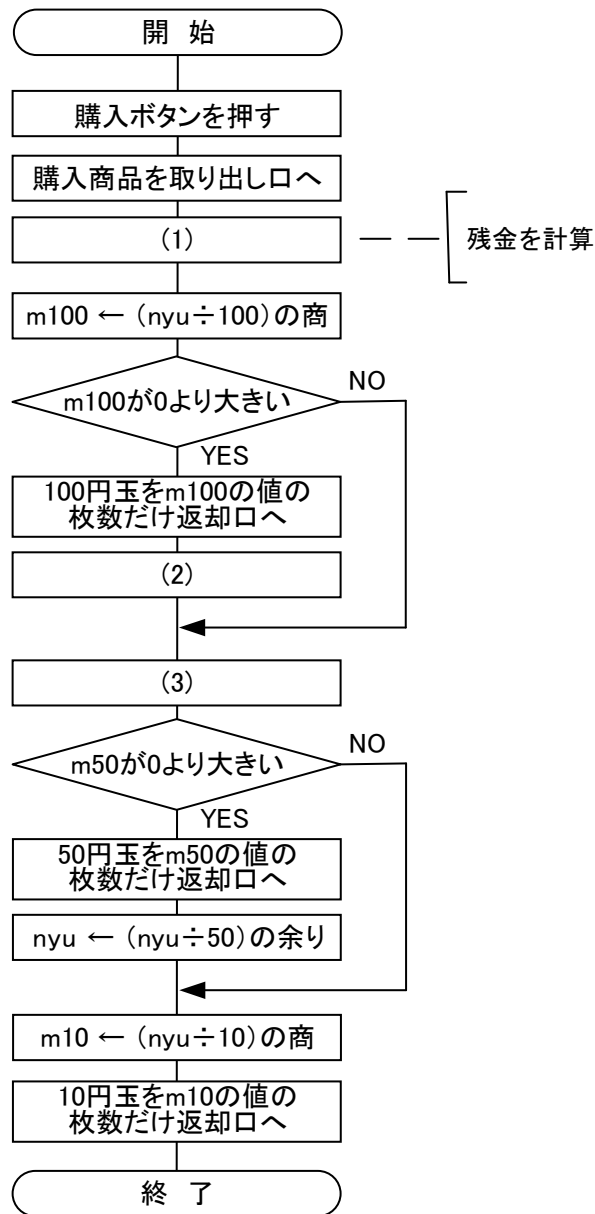 開 始
購入ボタンを押す
購入商品を取り出し口へ
(1)
残金を計算
m100 ← (nyu÷100)の商
m100が0より大きい
NO
YES
100円玉をm100の値の
枚数だけ返却口へ
(2)
(3)
m50が0より大きい
NO
YES
50円玉をm50の値の
枚数だけ返却口へ
nyu ← (nyu÷50)の余り
m10 ← (nyu÷10)の商
10円玉をm10の値の
枚数だけ返却口へ
終 了